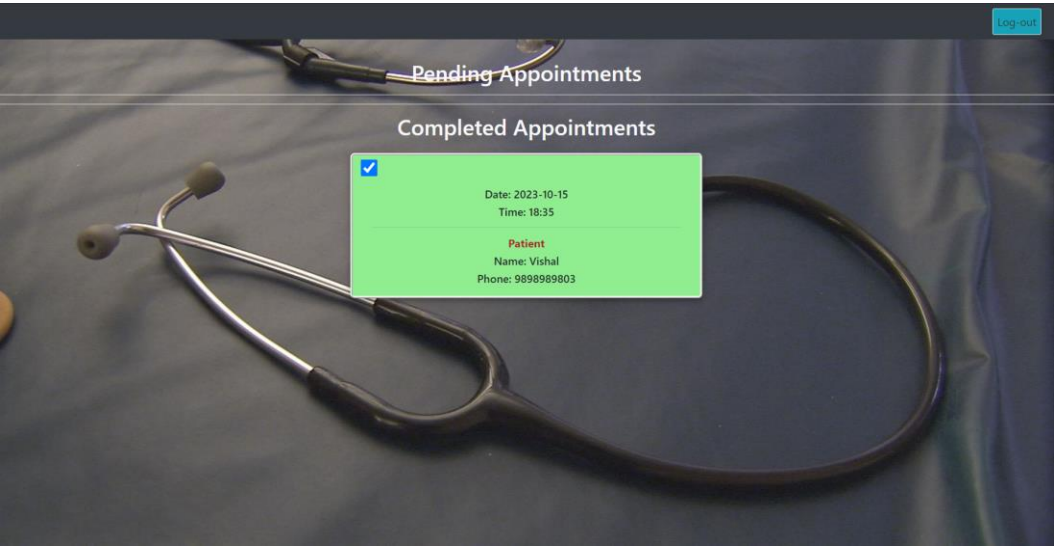 Log-out
Pending Appointments
Completed Appointments
Date: 2023-10-15
Time: 18:35
Patient
Name: Vishal
Phone: 9898989803